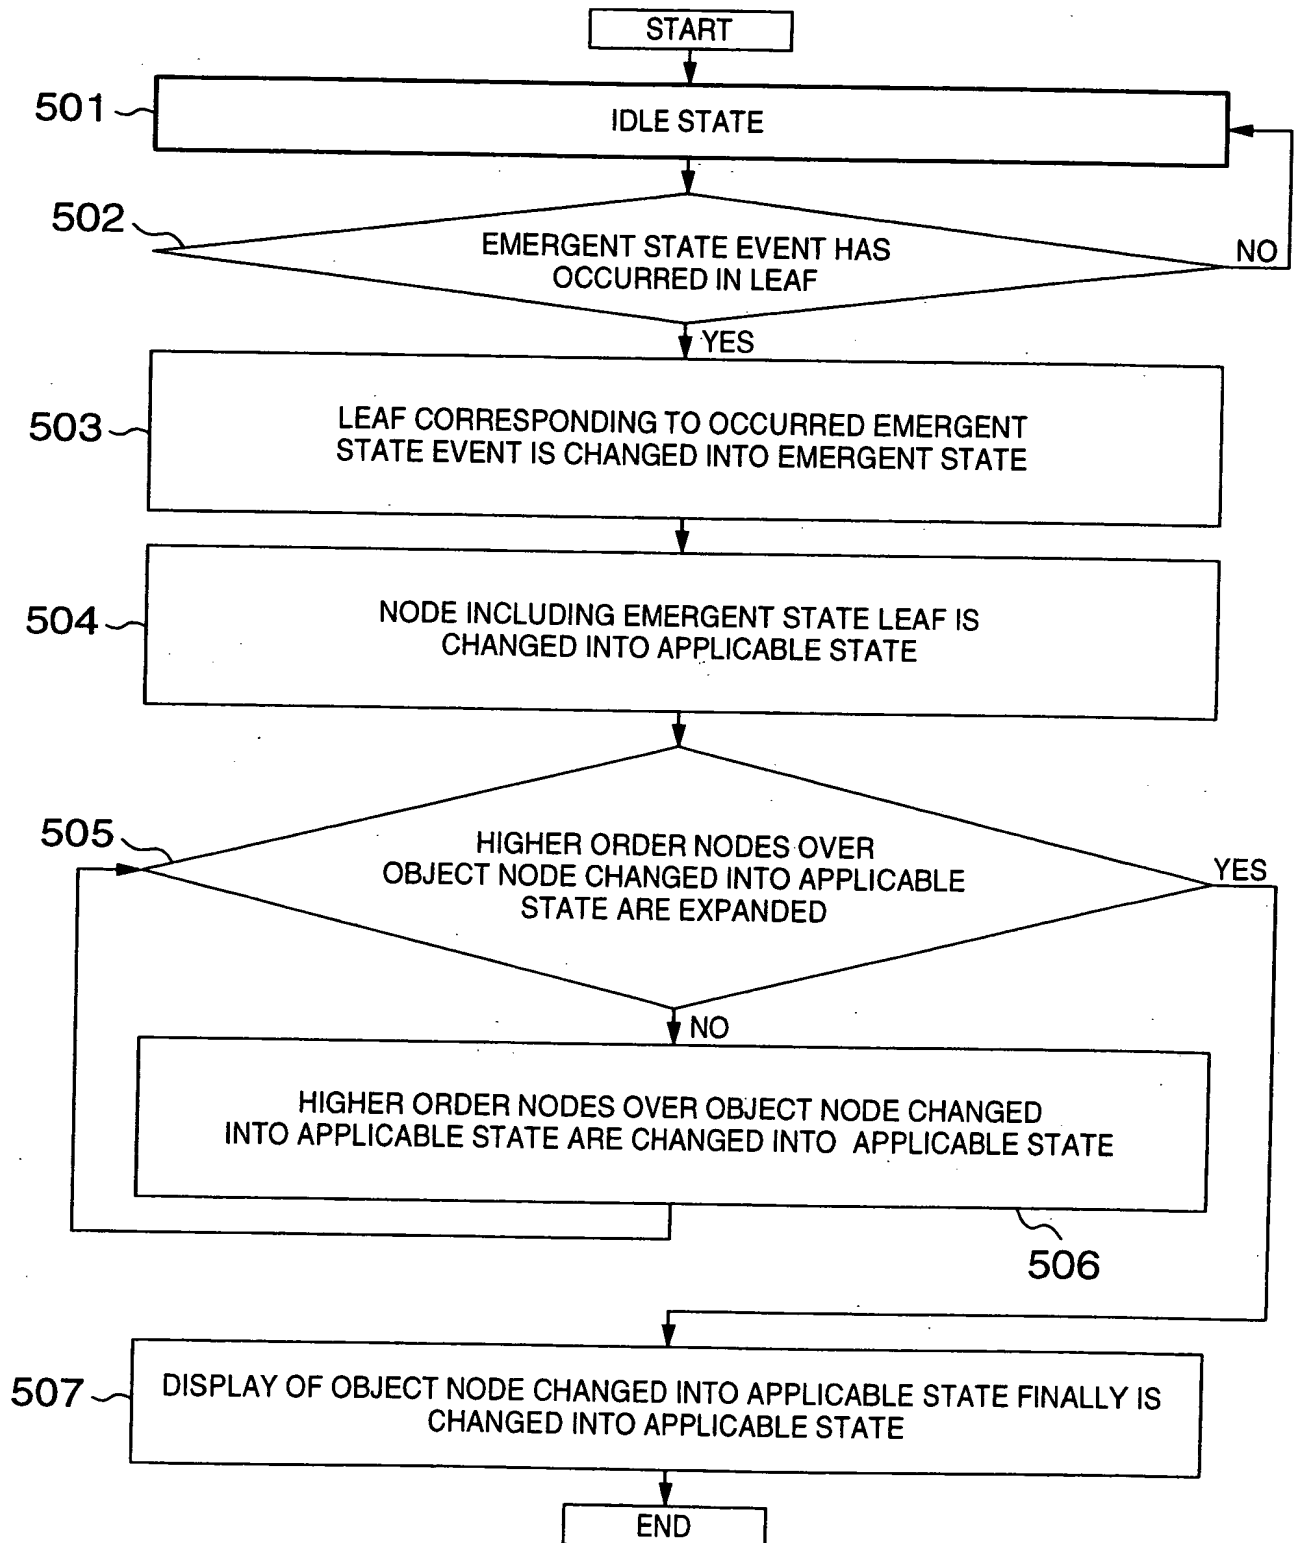 START
501
IDLE STATE
502
EMERGENT STATE EVENT HAS
OCCURRED IN LEAF
NO
YES
503
LEAF CORRESPONDING TO OCCURRED EMERGENT
STATE EVENT IS CHANGED INTO EMERGENT STATE
504
NODE INCLUDING EMERGENT STATE LEAF IS
CHANGED INTO APPLICABLE STATE
505
HIGHER ORDER NODES OVER
OBJECT NODE CHANGED INTO APPLICABLE
STATE ARE EXPANDED
YES
NO
HIGHER ORDER NODES OVER OBJECT NODE CHANGED
INTO APPLICABLE STATE ARE CHANGED INTO APPLICABLE STATE
506
507
DISPLAY OF OBJECT NODE CHANGED INTO APPLICABLE STATE FINALLY IS
CHANGED INTO APPLICABLE STATE
END